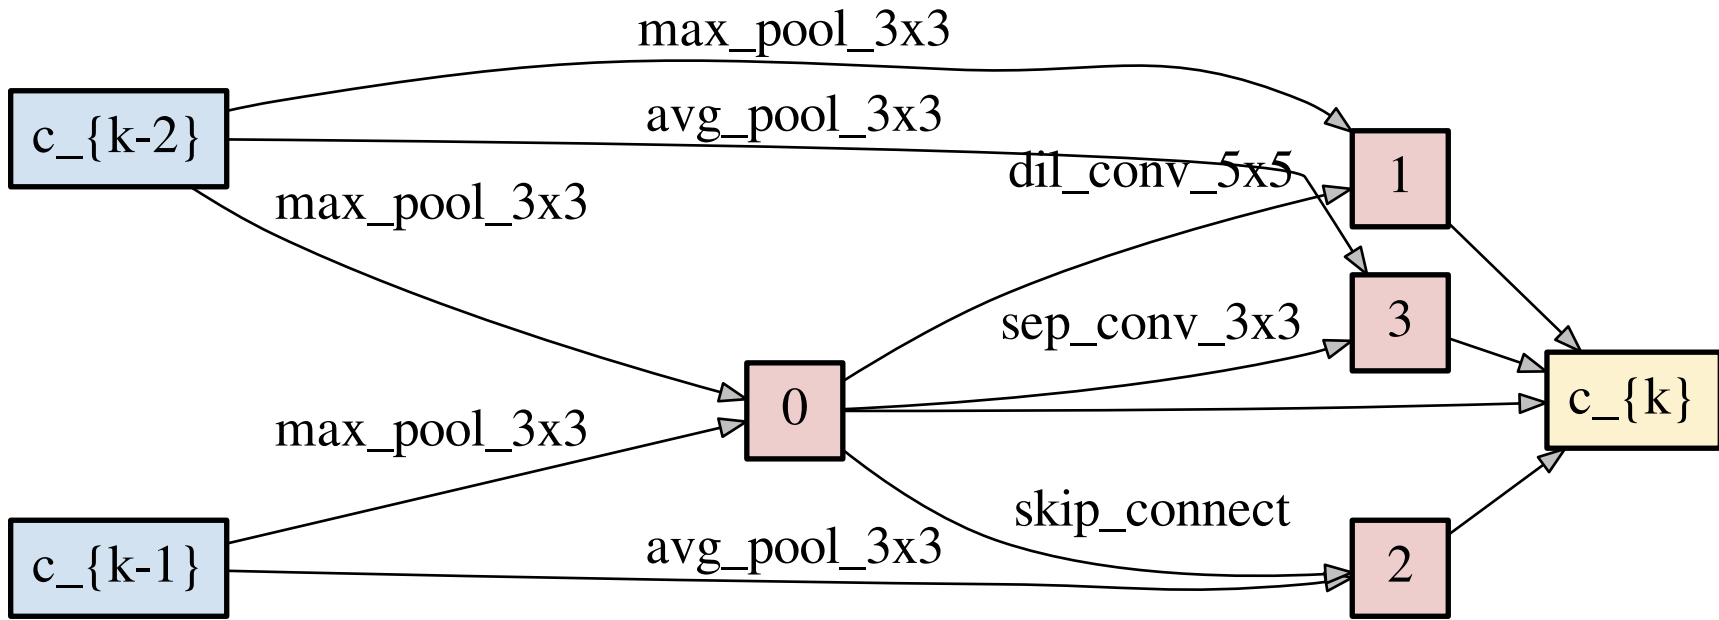 max_pool_3x3
c_{k-2}
avg_pool_3x3
dil_conv_5x5
1
max_pool_3x3
sep_conv_3x3
3
0
c_{k}
max_pool_3x3
skip_connect
c_{k-1}
avg_pool_3x3
2